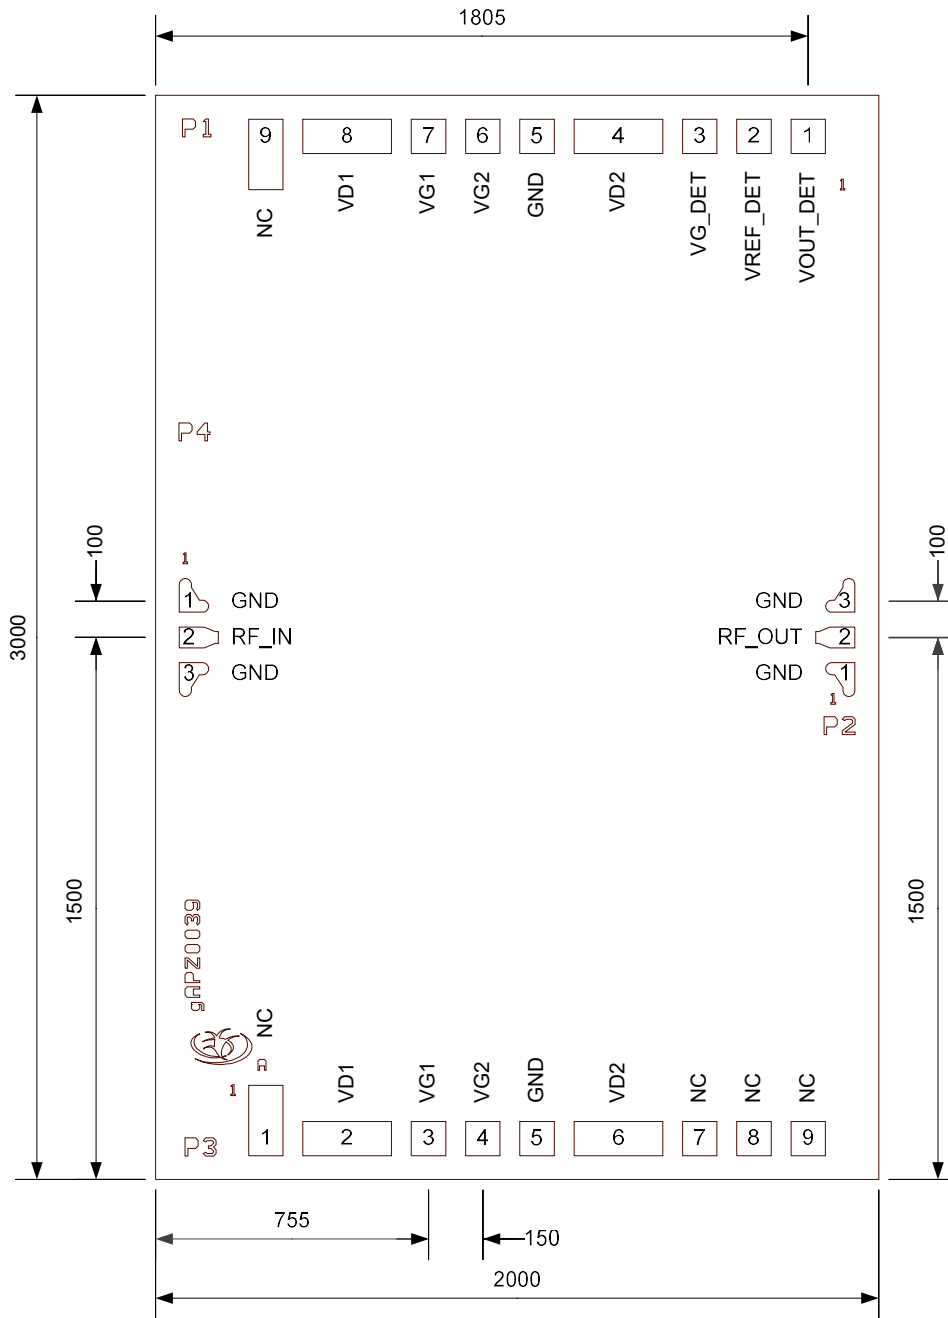 1805
P1
9 8 7 6 5 4 3 2 1
NC VD1 VG1 VG2 GND VD2 VG_DET VREF_DET VOUT_DET
1
P4
3000
100
100
1
1 GND
GND 3
2 RF_IN
RF_OUT 2
3 GND
GND 1
1
P2
1500
1500
gAPZ0039
NC
A
1
VD1 VG1 VG2 GND VD2 NC NC NC
P3
1 2 3 4 5 6 7 8 9
755
150
2000